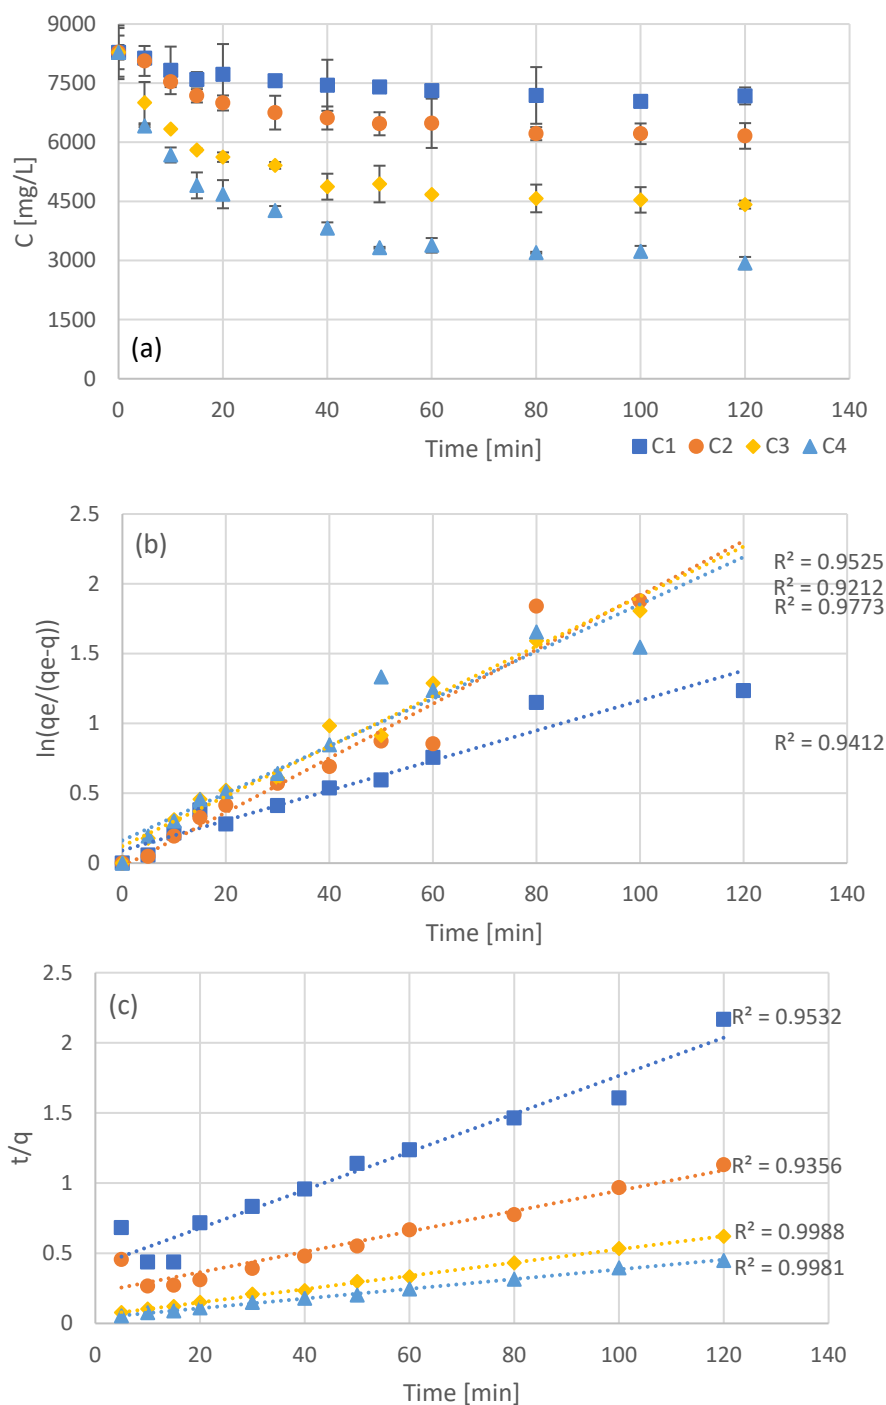 9000
7500
6000
4500
3000
1500
0
C [mg/L]
(a)
0 20 40 60 80 100 120 140
Time [min]
C1 C2 C3 C4
2.5
2
1.5
1
0.5
0
ln(qe/(qe-q))
(b)
R² = 0.9525
R² = 0.9212
R² = 0.9773
R² = 0.9412
0 20 40 60 80 100 120 140
Time [min]
2.5
2
1.5
1
0.5
0
t/q
(c)
R² = 0.9532
R² = 0.9356
R² = 0.9988
R² = 0.9981
0 20 40 60 80 100 120 140
Time [min]